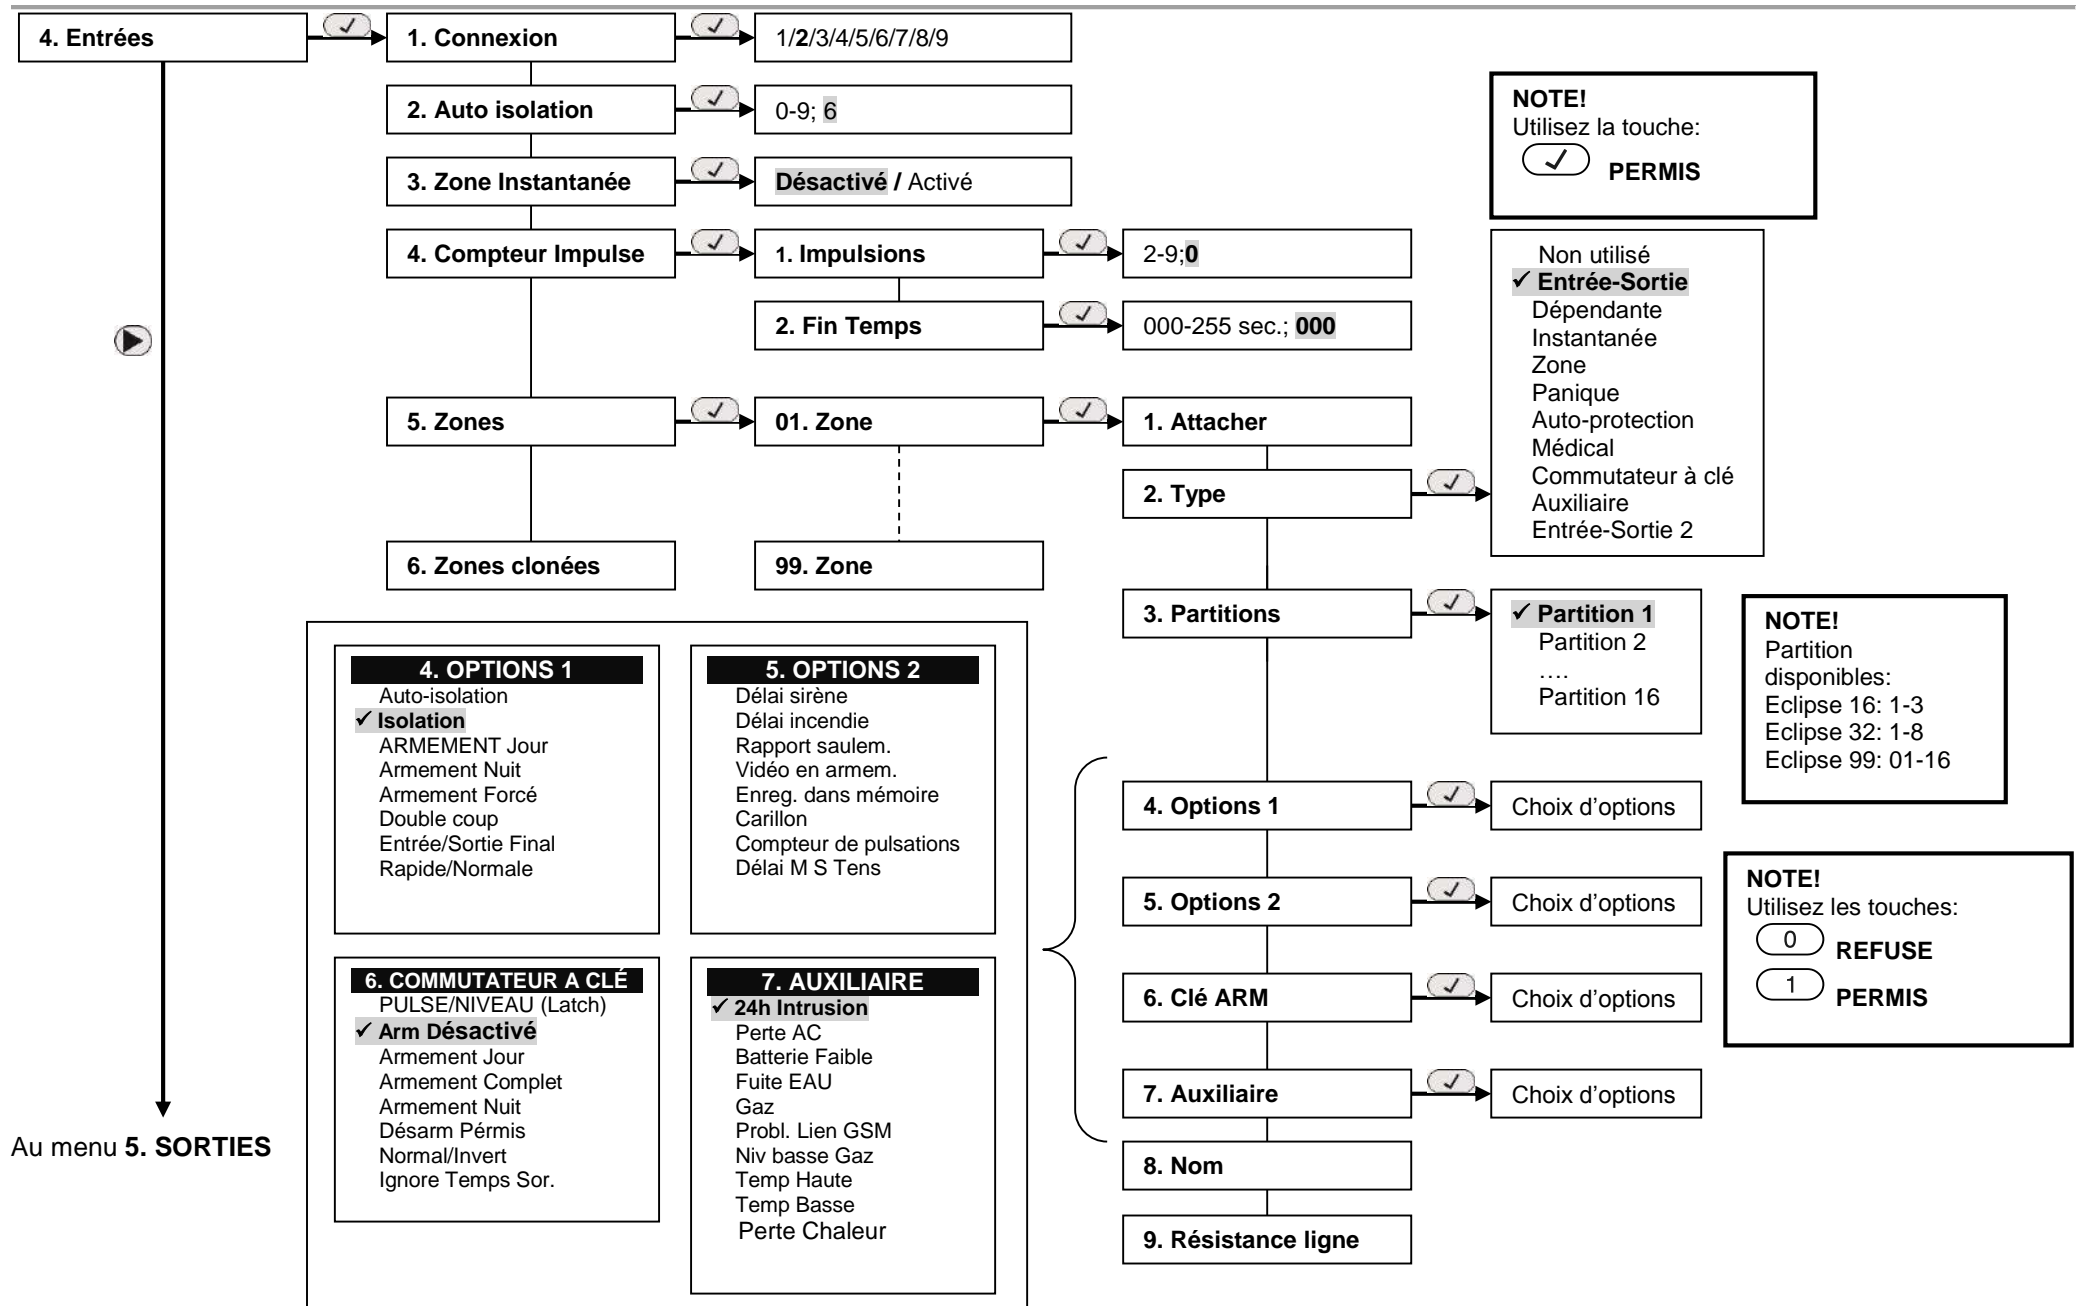 4. Entrées
1. Connexion
1/2/3/4/5/6/7/8/9
2. Auto isolation
0-9; 6
3. Zone Instantanée
Désactivé / Activé
4. Compteur Impulse
1. Impulsions
2-9;0
2. Fin Temps
000-255 sec.; 000
5. Zones
01. Zone
1. Attacher
2. Type
6. Zones clonées
99. Zone
NOTE!
Utilisez la touche:
PERMIS
Non utilisé
✓ Entrée-Sortie
Dépendante
Instantanée
Zone
Panique
Auto-protection
Médical
Commutateur à clé
Auxiliaire
Entrée-Sortie 2
3. Partitions
✓ Partition 1
Partition 2
….
Partition 16
NOTE!
Partition
disponibles:
Eclipse 16: 1-3
Eclipse 32: 1-8
Eclipse 99: 01-16
4. OPTIONS 1
Auto-isolation
✓ Isolation
ARMEMENT Jour
Armement Nuit
Armement Forcé
Double coup
Entrée/Sortie Final
Rapide/Normale
5. OPTIONS 2
Délai sirène
Délai incendie
Rapport saulem.
Vidéo en armem.
Enreg. dans mémoire
Carillon
Compteur de pulsations
Délai M S Tens
6. COMMUTATEUR A CLÉ
PULSE/NIVEAU (Latch)
✓ Arm Désactivé
Armement Jour
Armement Complet
Armement Nuit
Désarm Pérmis
Normal/Invert
Ignore Temps Sor.
7. AUXILIAIRE
✓ 24h Intrusion
Perte AC
Batterie Faible
Fuite EAU
Gaz
Probl. Lien GSM
Niv basse Gaz
Temp Haute
Temp Basse
Perte Chaleur
4. Options 1
Choix d’options
5. Options 2
Choix d’options
6. Clé ARM
Choix d’options
7. Auxiliaire
Choix d’options
8. Nom
9. Résistance ligne
NOTE!
Utilisez les touches:
0 REFUSE
1 PERMIS
Au menu 5. SORTIES